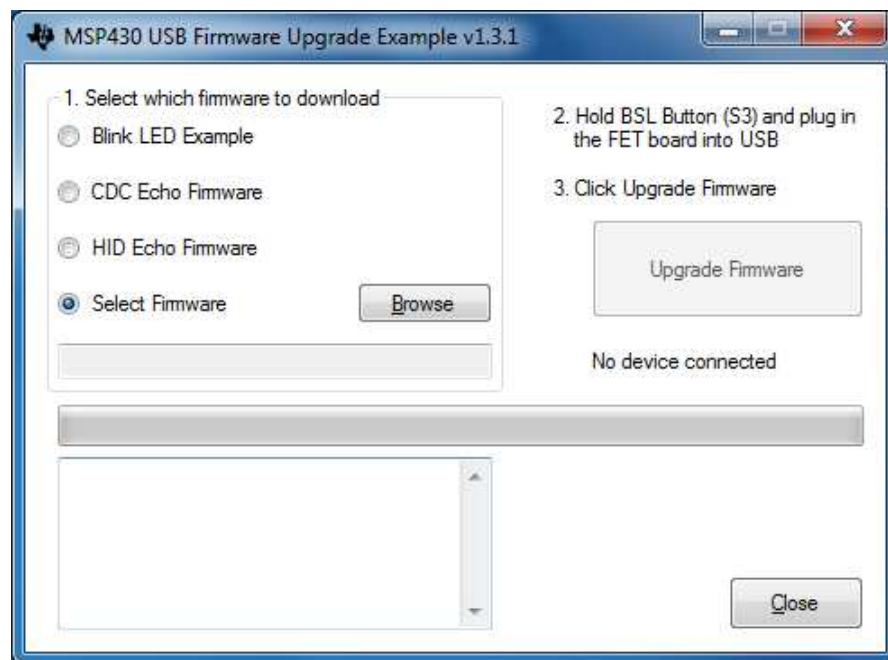 MSP430 USB Firmware Upgrade Example v1.3.1
1. Select which firmware to download
Blink LED Example
CDC Echo Firmware
HID Echo Firmware
Select Firmware
Browse
2. Hold BSL Button (S3) and plug in
the FET board into USB
3. Click Upgrade Firmware
Upgrade Firmware
No device connected
Close